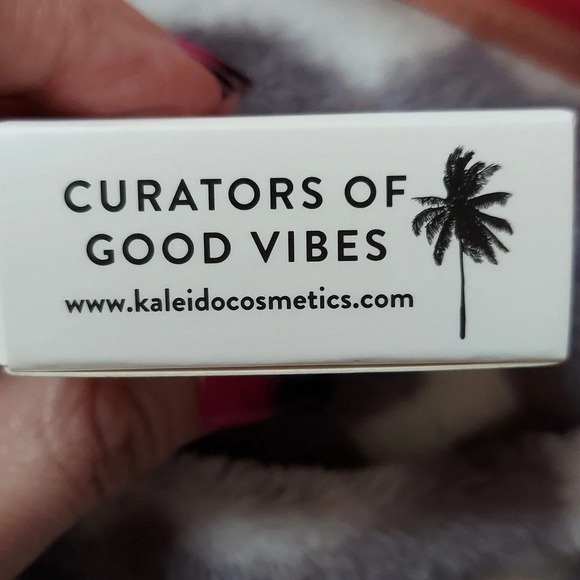 CURATORS OF
GOOD VIBES
www.kaleidocosmetics.com